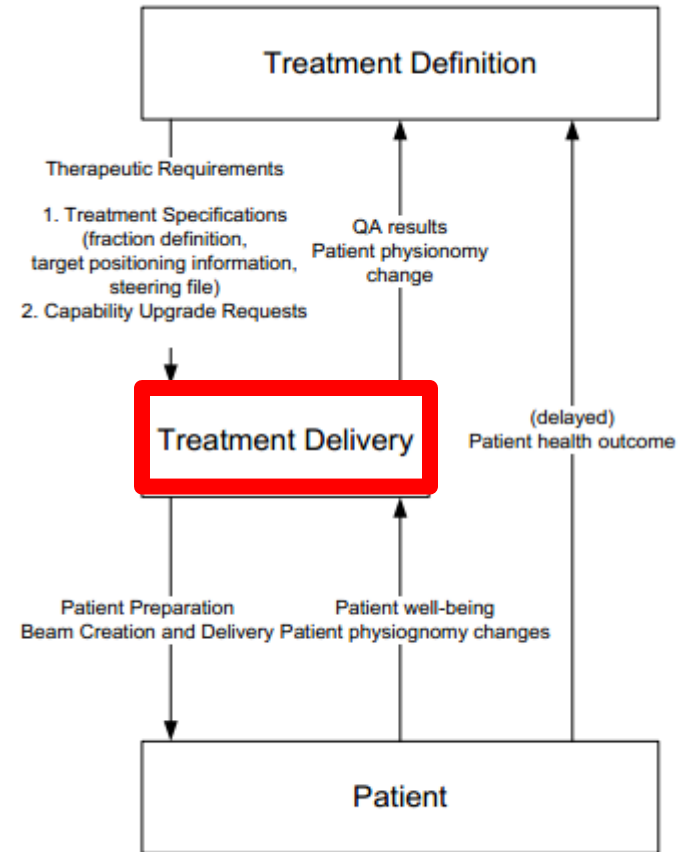 Treatment Definition
Therapeutic Requirements
1. Treatment Specifications
(fraction definition,
target positioning information,
steering file)
2. Capability Upgrade Requests
QA results
Patient physionomy
change
(delayed)
Patient health outcome
Treatment Delivery
Patient Preparation
Beam Creation and Delivery
Patient well-being
Patient physiognomy changes
Patient